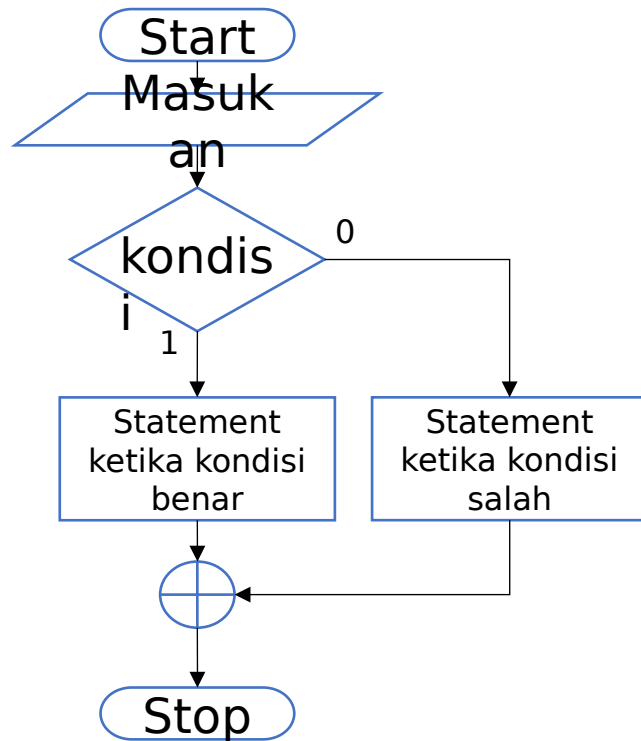 Start
Masuk
an
kondis
i
0
1
Statement
ketika kondisi
benar
Statement
ketika kondisi
salah
Stop